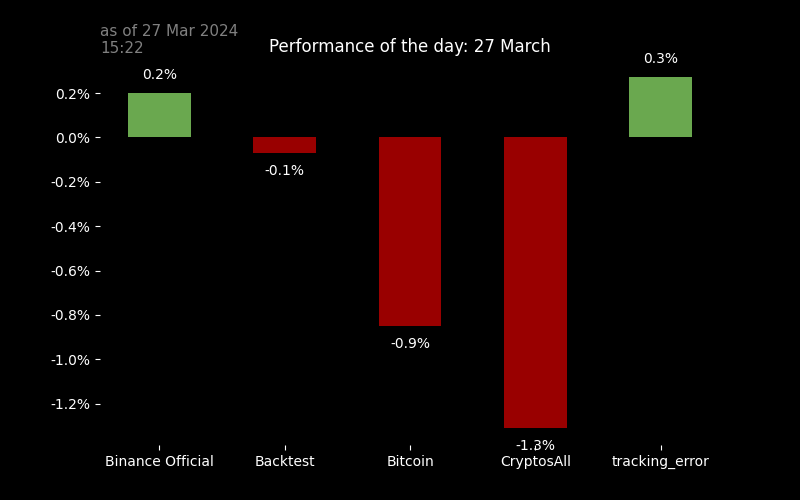 as of 27 Mar 2024
15:22
Performance of the day: 27 March
0.2%
0.3%
0.2%
0.0%
-0.1%
-0.2%
-0.4%
-0.6%
-0.8%
-0.9%
-1.0%
-1.2%
-1.3%
Binance Official
Backtest
Bitcoin
CryptosAll
tracking_error